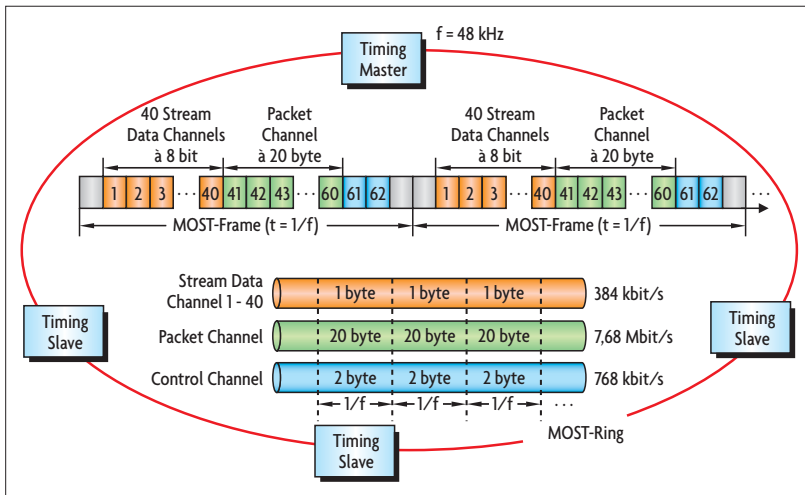 Timing
Master
f = 48 kHz
40 Stream
Data Channels
à 8 bit
Packet
Channel
à 20 byte
40 Stream
Data Channels
à 8 bit
Packet
Channel
à 20 byte
1 2 3 ··· 40 41 42 43 ··· 60 61 62 1 2 3 ··· 40 41 42 43 ··· 60 61 62 ···
MOST-Frame (t = 1/f) MOST-Frame (t = 1/f)
Stream Data
Channel 1 - 40
1 byte 1 byte 1 byte
384 kbit/s
Packet Channel 20 byte 20 byte 20 byte 7,68 Mbit/s
Control Channel 2 byte 2 byte 2 byte 768 kbit/s
1/f 1/f 1/f ···
Timing
Slave
Timing
Slave
Timing
Slave
MOST-Ring